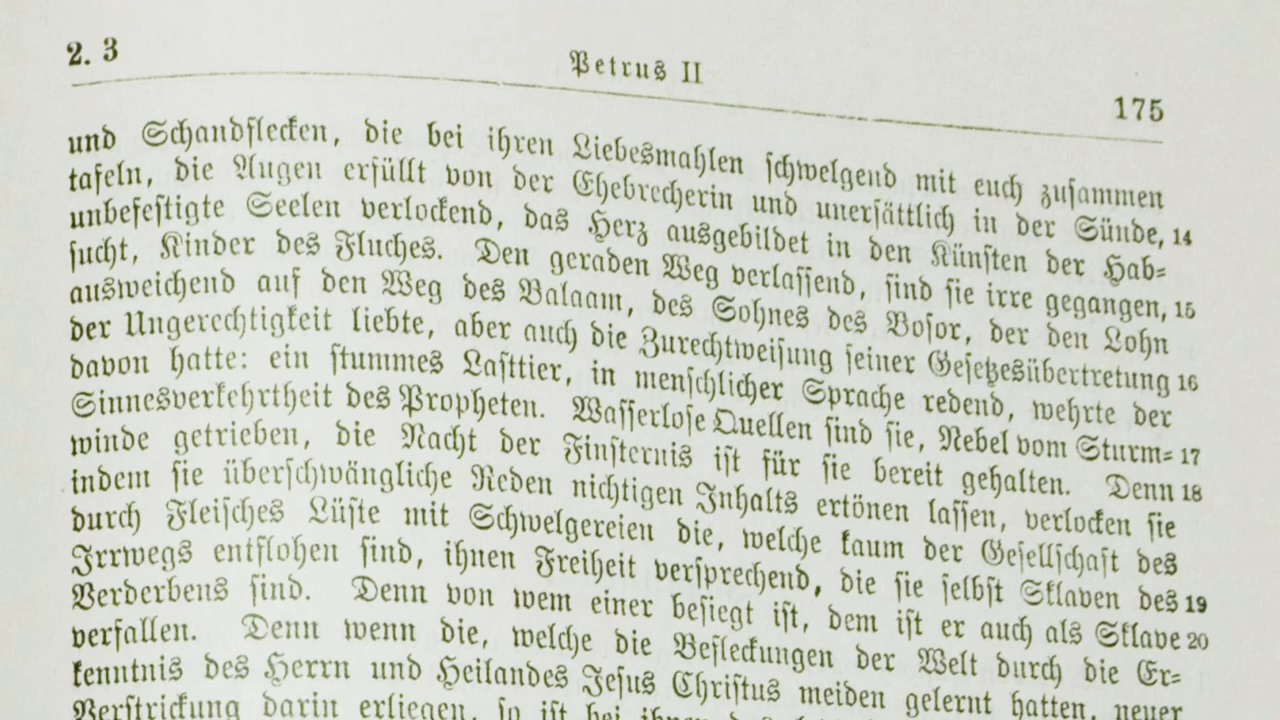 2. 3
Petrus II
175
und Schandflecken, die bei ihren Liebesmahlen schwelgend mit euch zusammen
tafeln, die Augen erfüllt von der Ehebrecherin und unersättlich in der Sünde, 14
unbefestigte Seelen verlockend, das Herz ausgebildet in den Künsten der Hab=
sucht, Kinder des Fluches. Den geraden Weg verlassend, sind sie irre gegangen, 15
ausweichend auf den Weg des Balaam, des Sohnes des Bosor, der den Lohn
der Ungerechtigkeit liebte, aber auch die Zurechtweisung seiner Gesetzesübertretung 16
davon hatte: ein stummes Lasttier, in menschlicher Sprache redend, wehrte der
Sinnesverkehrtheit des Propheten. Wasserlose Quellen sind sie, Nebel vom Sturm= 17
winde getrieben, die Nacht der Finsternis ist für sie bereit gehalten. Denn 18
indem sie überschwängliche Reden nichtigen Inhalts ertönen lassen, verlocken sie
durch Fleisches Lüste mit Schwelgereien die, welche kaum der Gesellschaft des
Irrwegs entflohen sind, ihnen Freiheit versprechend, die sie selbst Sklaven des 19
Verderbens sind. Denn von wem einer besiegt ist, dem ist er auch als Sklave 20
verfallen. Denn wenn die, welche die Befleckungen der Welt durch die Er=
kenntnis des Herrn und Heilandes Jesus Christus meiden gelernt hatten, neuer
Verstrickung darin erliegen, so ist bei ihnen